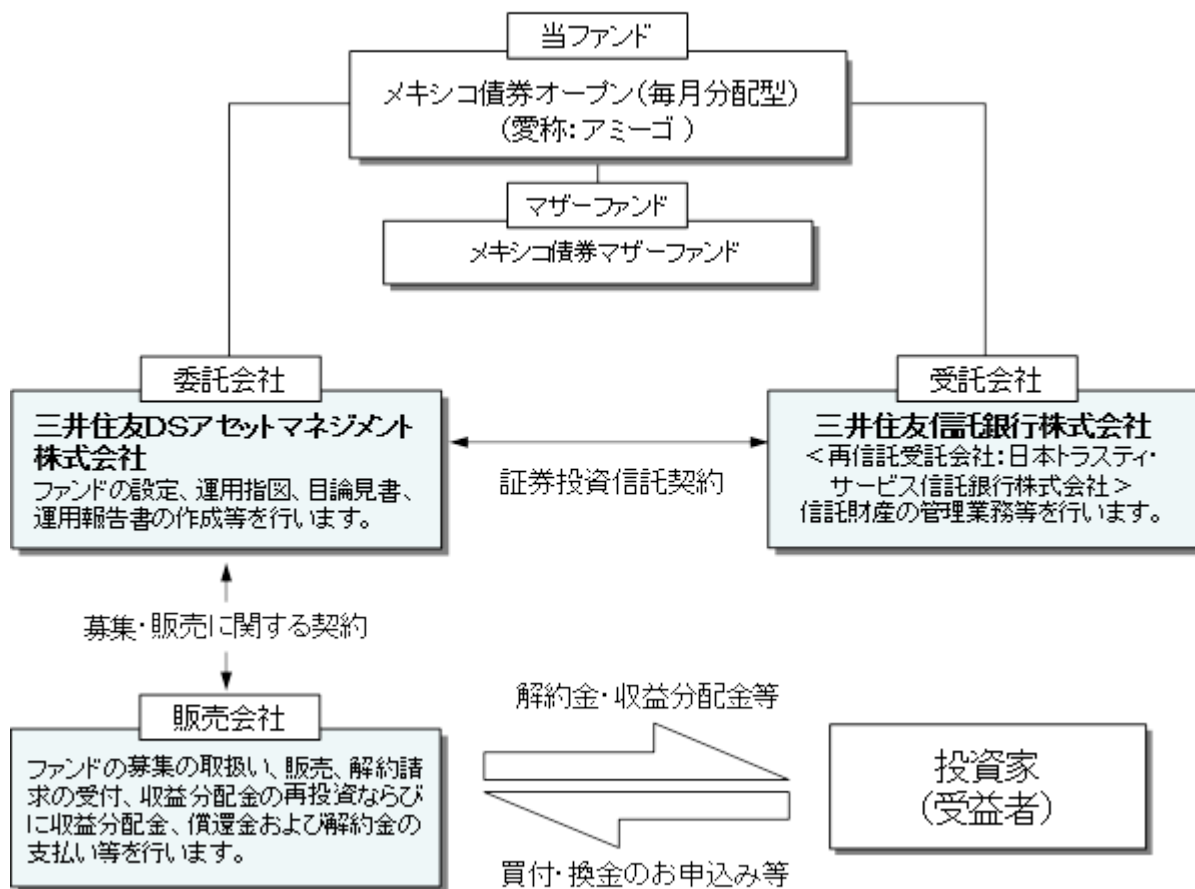 当ファンド
メキシコ債券オープン（毎月分配型）
（愛称：アミーゴ ）
マザーファンド
メキシコ債券マザーファンド
委託会社
三井住友DSアセットマネジメント
株式会社
ファンドの設定、運用指図、目論見書、
運用報告書の作成等を行います。
証券投資信託契約
受託会社
三井住友信託銀行株式会社
＜再信託受託会社：日本トラスティ・
サービス信託銀行株式会社＞
信託財産の管理業務等を行います。
募集・販売に関する契約
販売会社
ファンドの募集の取扱い、販売、解約請
求の受付、収益分配金の再投資ならび
に収益分配金、償還金および解約金の
支払い等を行います。
解約金・収益分配金等
買付・換金のお申込み等
投資家
（受益者）